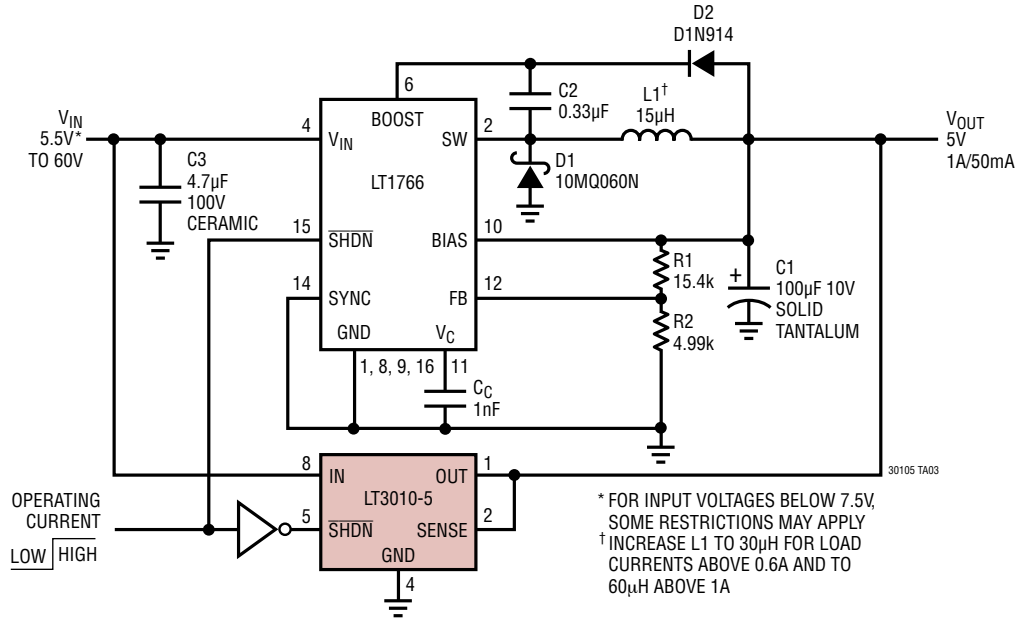 D2
D1N914
6
C2
0.33µF
L1†
15µH
VIN
5.5V*
TO 60V
4
BOOST
VIN
SW
2
VOUT
5V
1A/50mA
C3
4.7µF
100V
CERAMIC
LT1766
D1
10MQ060N
15
SHDN
BIAS
10
R1
15.4k
+
C1
100µF 10V
SOLID
TANTALUM
14
SYNC
FB
12
R2
4.99k
GND
VC
1, 8, 9, 16
11
CC
1nF
8
IN
OUT
1
30105 TA03
LT3010-5
OPERATING
CURRENT
LOW
HIGH
5
SHDN
SENSE
2
GND
4
* FOR INPUT VOLTAGES BELOW 7.5V,
SOME RESTRICTIONS MAY APPLY
† INCREASE L1 TO 30µH FOR LOAD
CURRENTS ABOVE 0.6A AND TO
60µH ABOVE 1A